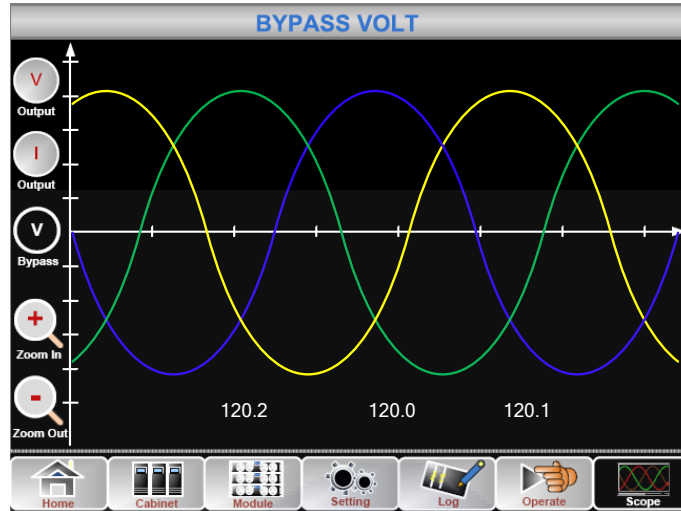 BYPASS VOLT
V
Output
I
Output
V
Bypass
+
Zoom In
-
Zoom Out
120.2 120.0 120.1
Home Cabinet Module Setting Log Operate Scope